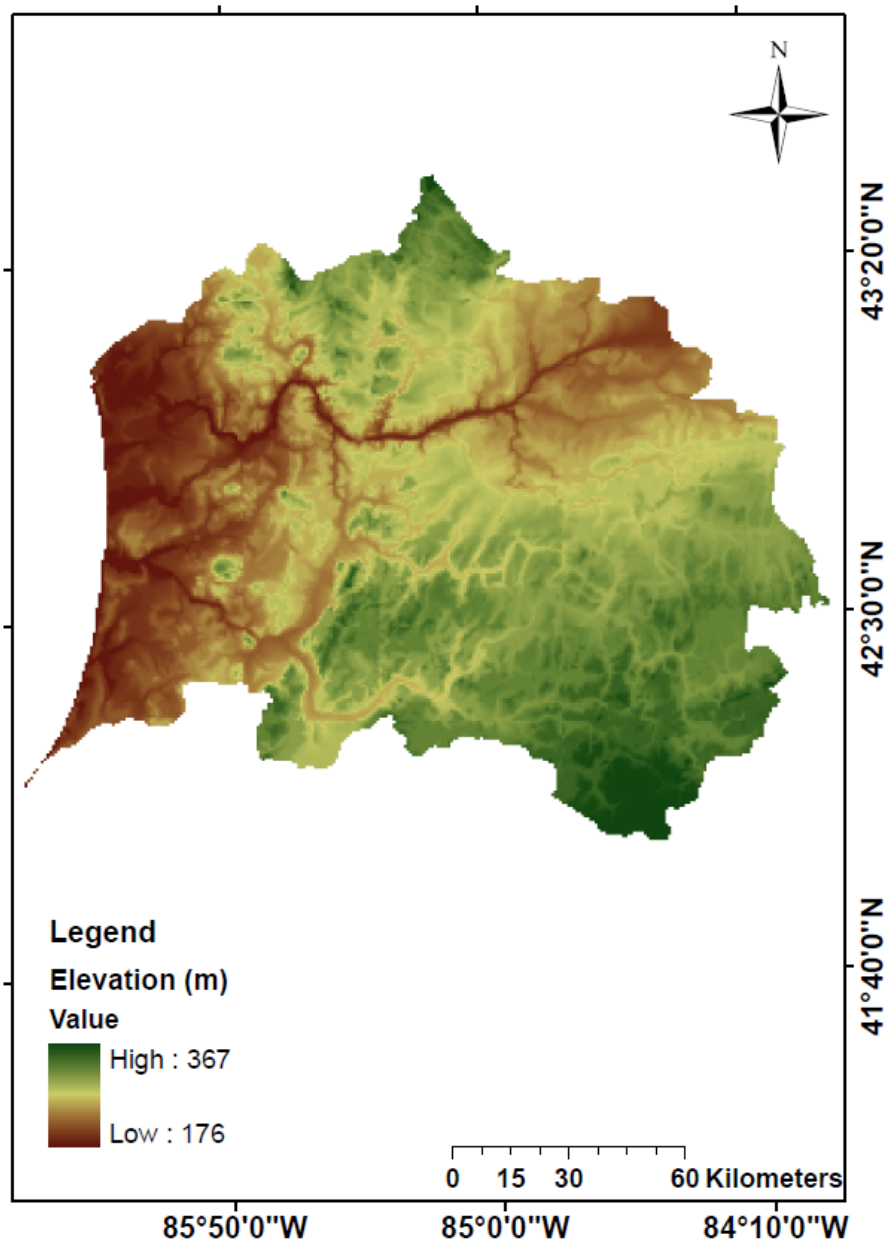 N
43°20'0"N
42°30'0"N
41°40'0"N
Legend
Elevation (m)
Value
High : 367
Low : 176
0 15 30 60 Kilometers
85°50'0"W 85°0'0"W 84°10'0"W